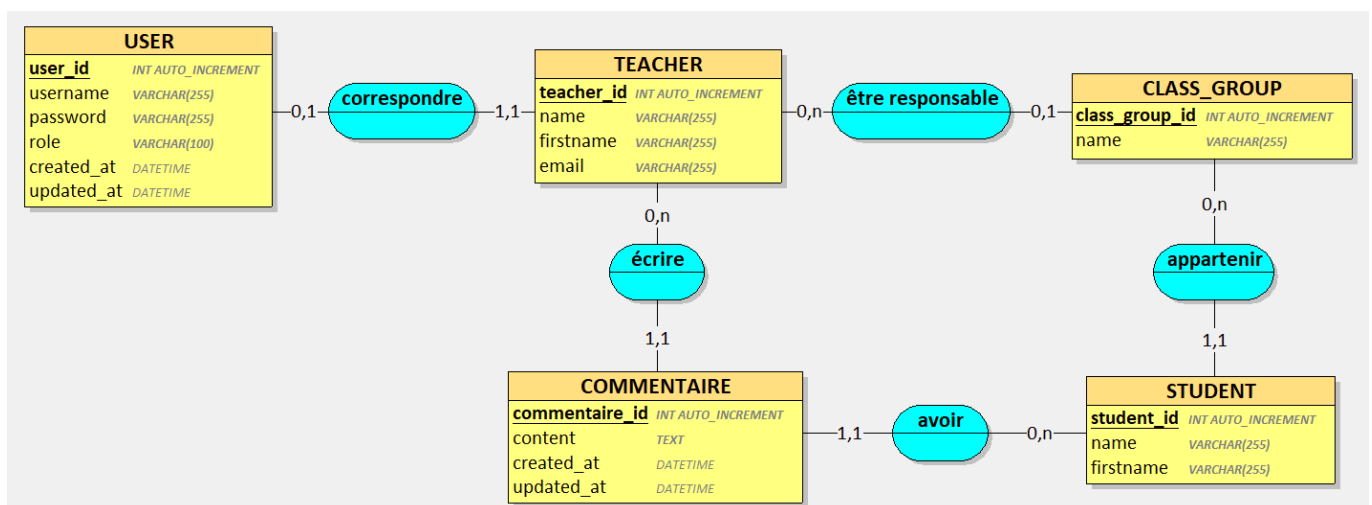 USER
user_id INT AUTO_INCREMENT
username VARCHAR(255)
password VARCHAR(255)
role VARCHAR(100)
created_at DATETIME
updated_at DATETIME
0,1
correspondre
1,1
TEACHER
teacher_id INT AUTO_INCREMENT
name VARCHAR(255)
firstname VARCHAR(255)
email VARCHAR(255)
0,n
être responsable
0,1
CLASS_GROUP
class_group_id INT AUTO_INCREMENT
name VARCHAR(255)
0,n
écrire
1,1
0,n
appartenir
1,1
COMMENTAIRE
commentaire_id INT AUTO_INCREMENT
content TEXT
created_at DATETIME
updated_at DATETIME
1,1
avoir
0,n
STUDENT
student_id INT AUTO_INCREMENT
name VARCHAR(255)
firstname VARCHAR(255)